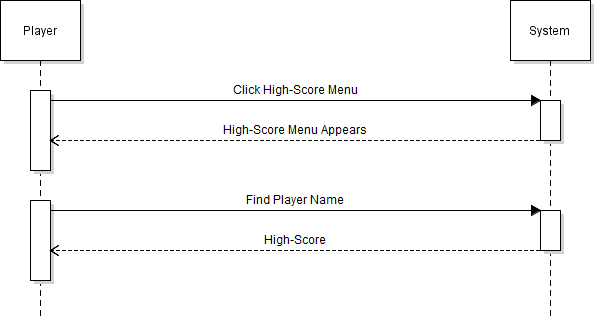 Player
System
Click High-Score Menu
High-Score Menu Appears
Find Player Name
High-Score